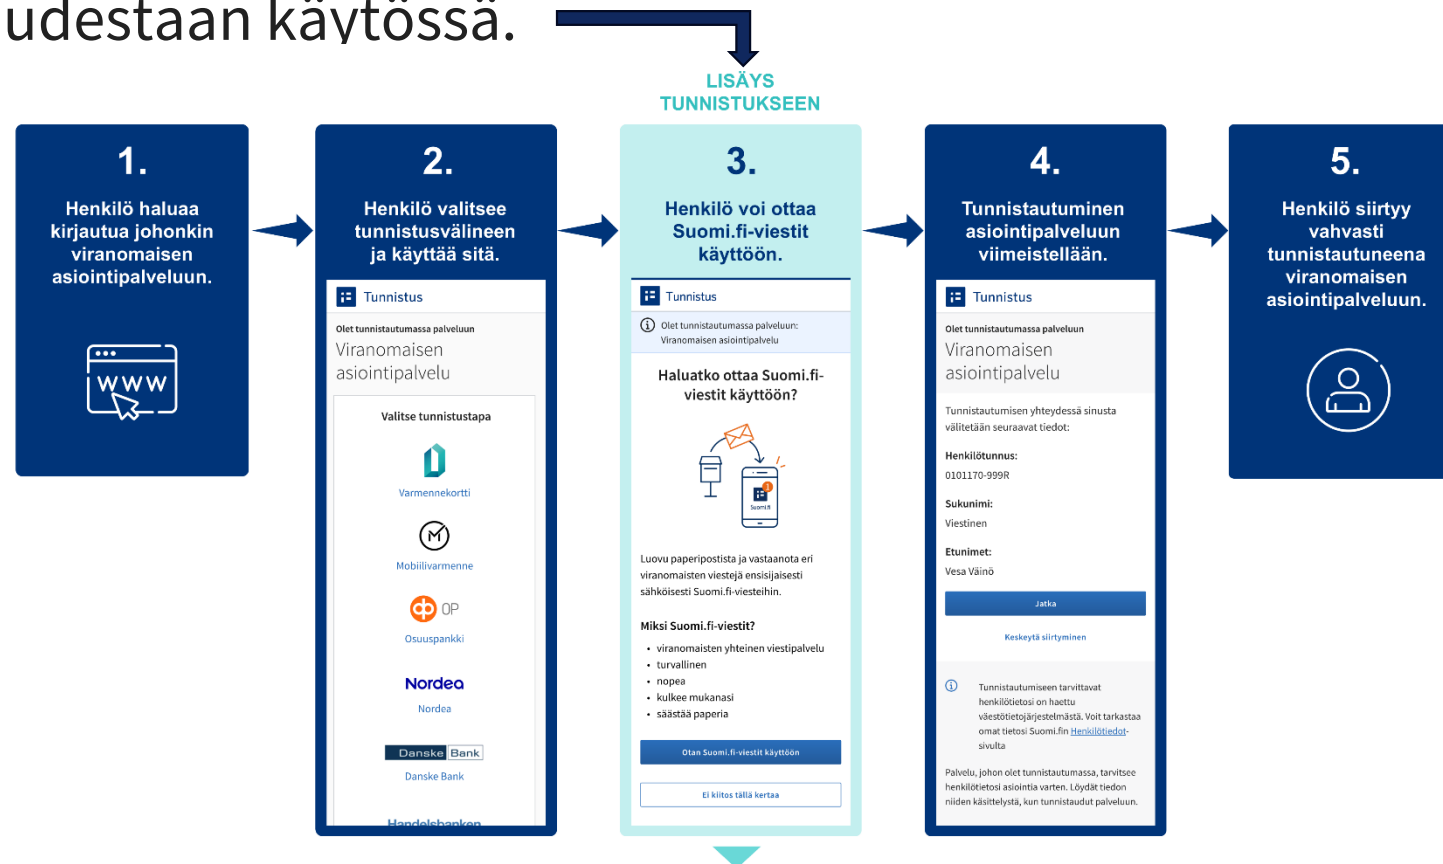 udestaan käytössä.
LISÄYS
TUNNISTUKSEEN
1.
Henkilö haluaa
kirjautua johonkin
viranomaisen
asiointipalveluun.
WWW
2.
Henkilö valitsee
tunnistusvälineen
ja käyttää sitä.
Tunnistus
Olet tunnistautumassa palveluun
Viranomaisen
asiointipalvelu
Valitse tunnistustapa
Varmennekortti
Mobiilivarmenne
OP
Osuuspankki
Nordea
Nordea
Danske Bank
Danske Bank
Handelsbanken
3.
Henkilö voi ottaa
Suomi.fi-viestit
käyttöön.
Tunnistus
Olet tunnistautumassa palveluun:
Viranomaisen asiointipalvelu
Haluatko ottaa Suomi.fi-
viestit käyttöön?
1
Suomi.fi
Luovu paperipostista ja vastaanota eri
viranomaisten viestejä ensisijaisesti
sähköisesti Suomi.fi-viesteihin.
Miksi Suomi.fi-viestit?
• viranomaisten yhteinen viestipalvelu
• turvallinen
• nopea
• kulkee mukanasi
• säästää paperia
Otan Suomi.fi-viestit käyttöön
Ei kiitos tällä kertaa
4.
Tunnistautuminen
asiointipalveluun
viimeistellään.
Tunnistus
Olet tunnistautumassa palveluun
Viranomaisen
asiointipalvelu
Tunnistautumisen yhteydessä sinusta
välitetään seuraavat tiedot:
Henkilötunnus:
0101170-999R
Sukunimi:
Viestinen
Etunimet:
Vesa Väinö
Jatka
Keskeytä siirtyminen
Tunnistautumiseen tarvittavat
henkilötietosi on haettu
väestötietojärjestelmästä. Voit tarkastaa
omat tietosi Suomi.fin Henkilötiedot-
sivulta
Palvelu, johon olet tunnistautumassa, tarvitsee
henkilötietosi asiointia varten. Löydät tiedon
niiden käsittelystä, kun tunnistaudut palveluun.
5.
Henkilö siirtyy
vahvasti
tunnistautuneena
viranomaisen
asiointipalveluun.